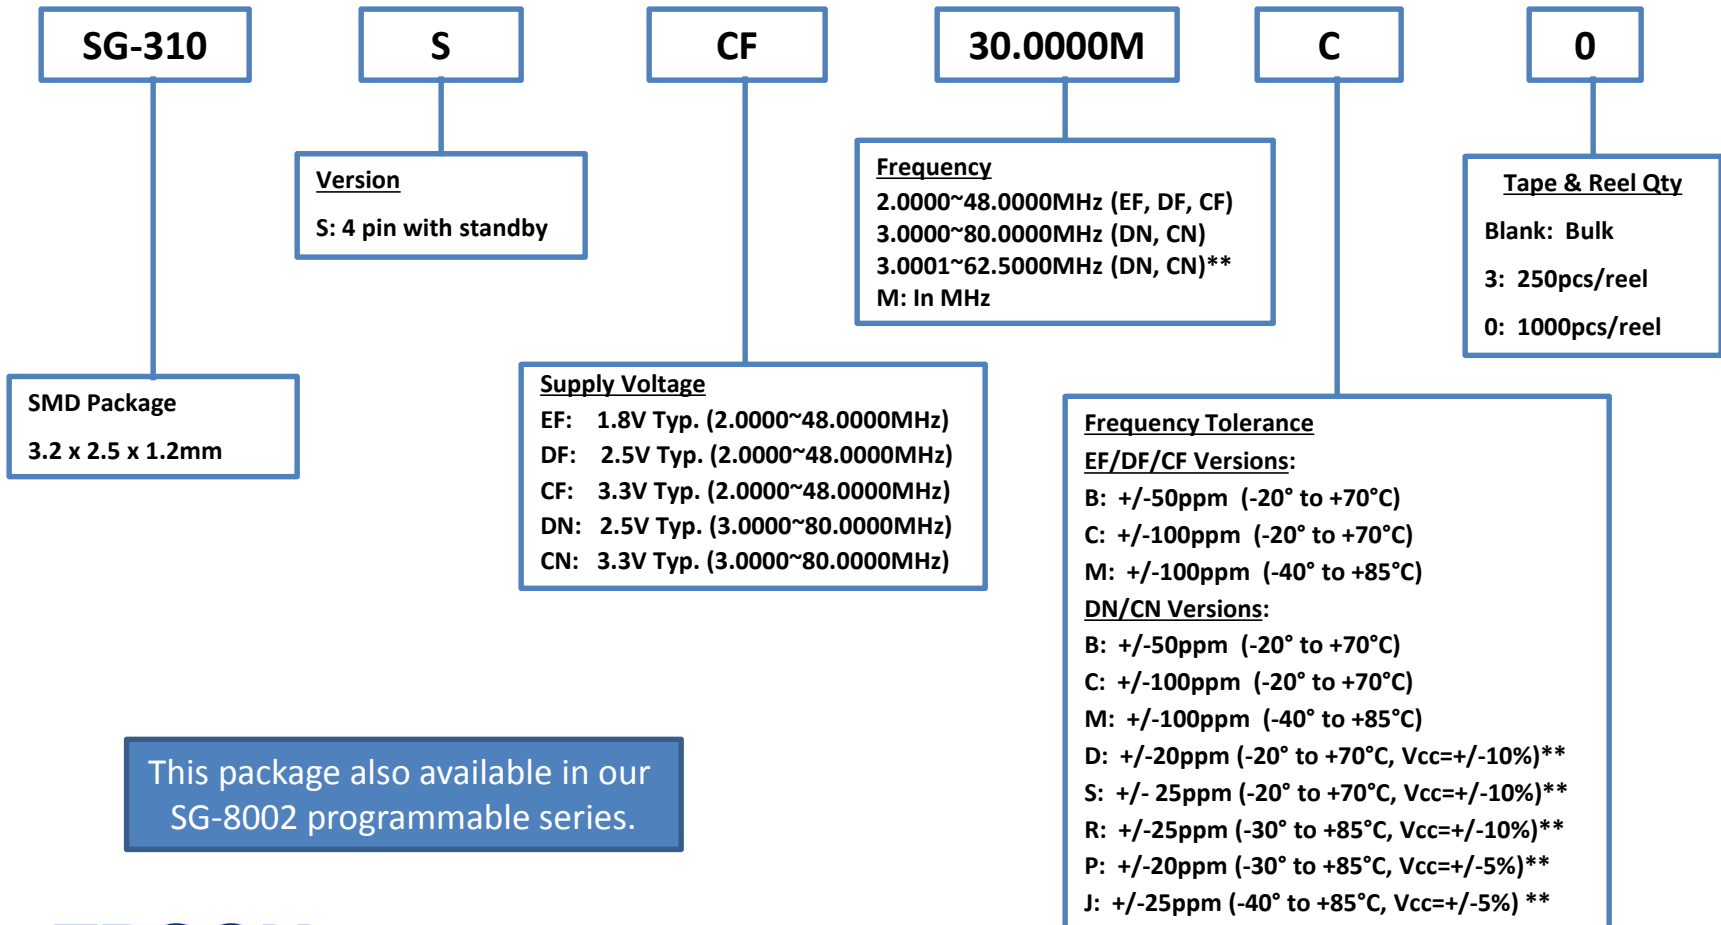 SG-310
S
CF
30.0000M
C
0
Version
S: 4 pin with standby
Frequency
2.0000~48.0000MHz (EF, DF, CF)
3.0000~80.0000MHz (DN, CN)
3.0001~62.5000MHz (DN, CN)**
M: In MHz
Tape & Reel Qty
Blank: Bulk
3: 250pcs/reel
0: 1000pcs/reel
SMD Package
3.2 x 2.5 x 1.2mm
Supply Voltage
EF: 1.8V Typ. (2.0000~48.0000MHz)
DF: 2.5V Typ. (2.0000~48.0000MHz)
CF: 3.3V Typ. (2.0000~48.0000MHz)
DN: 2.5V Typ. (3.0000~80.0000MHz)
CN: 3.3V Typ. (3.0000~80.0000MHz)
Frequency Tolerance
EF/DF/CF Versions:
B: +/-50ppm (-20° to +70°C)
C: +/-100ppm (-20° to +70°C)
M: +/-100ppm (-40° to +85°C)
DN/CN Versions:
B: +/-50ppm (-20° to +70°C)
C: +/-100ppm (-20° to +70°C)
M: +/-100ppm (-40° to +85°C)
D: +/-20ppm (-20° to +70°C, Vcc=+/-10%)**
S: +/- 25ppm (-20° to +70°C, Vcc=+/-10%)**
R: +/-25ppm (-30° to +85°C, Vcc=+/-10%)**
P: +/-20ppm (-30° to +85°C, Vcc=+/-5%)**
J: +/-25ppm (-40° to +85°C, Vcc=+/-5%) **
This package also available in our
SG-8002 programmable series.